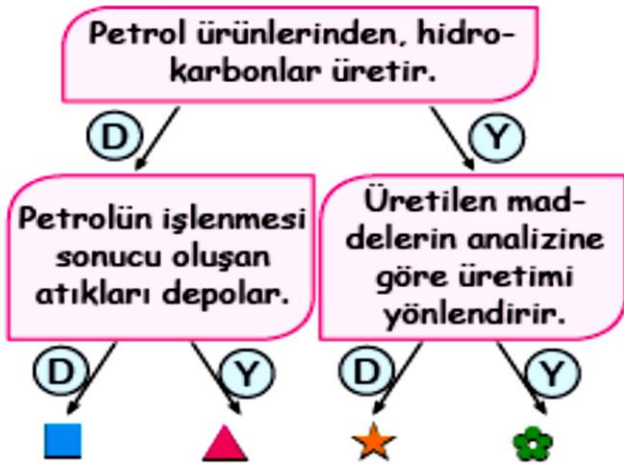 Petrol ürünlerinden, hidro-
karbonlar üretir.
D
Y
Petrolün işlenmesi
sonucu oluşan
atıkları depolar.
Üretilen mad-
delerin analizine
göre üretimi
yönlendirir.
D
Y
D
Y